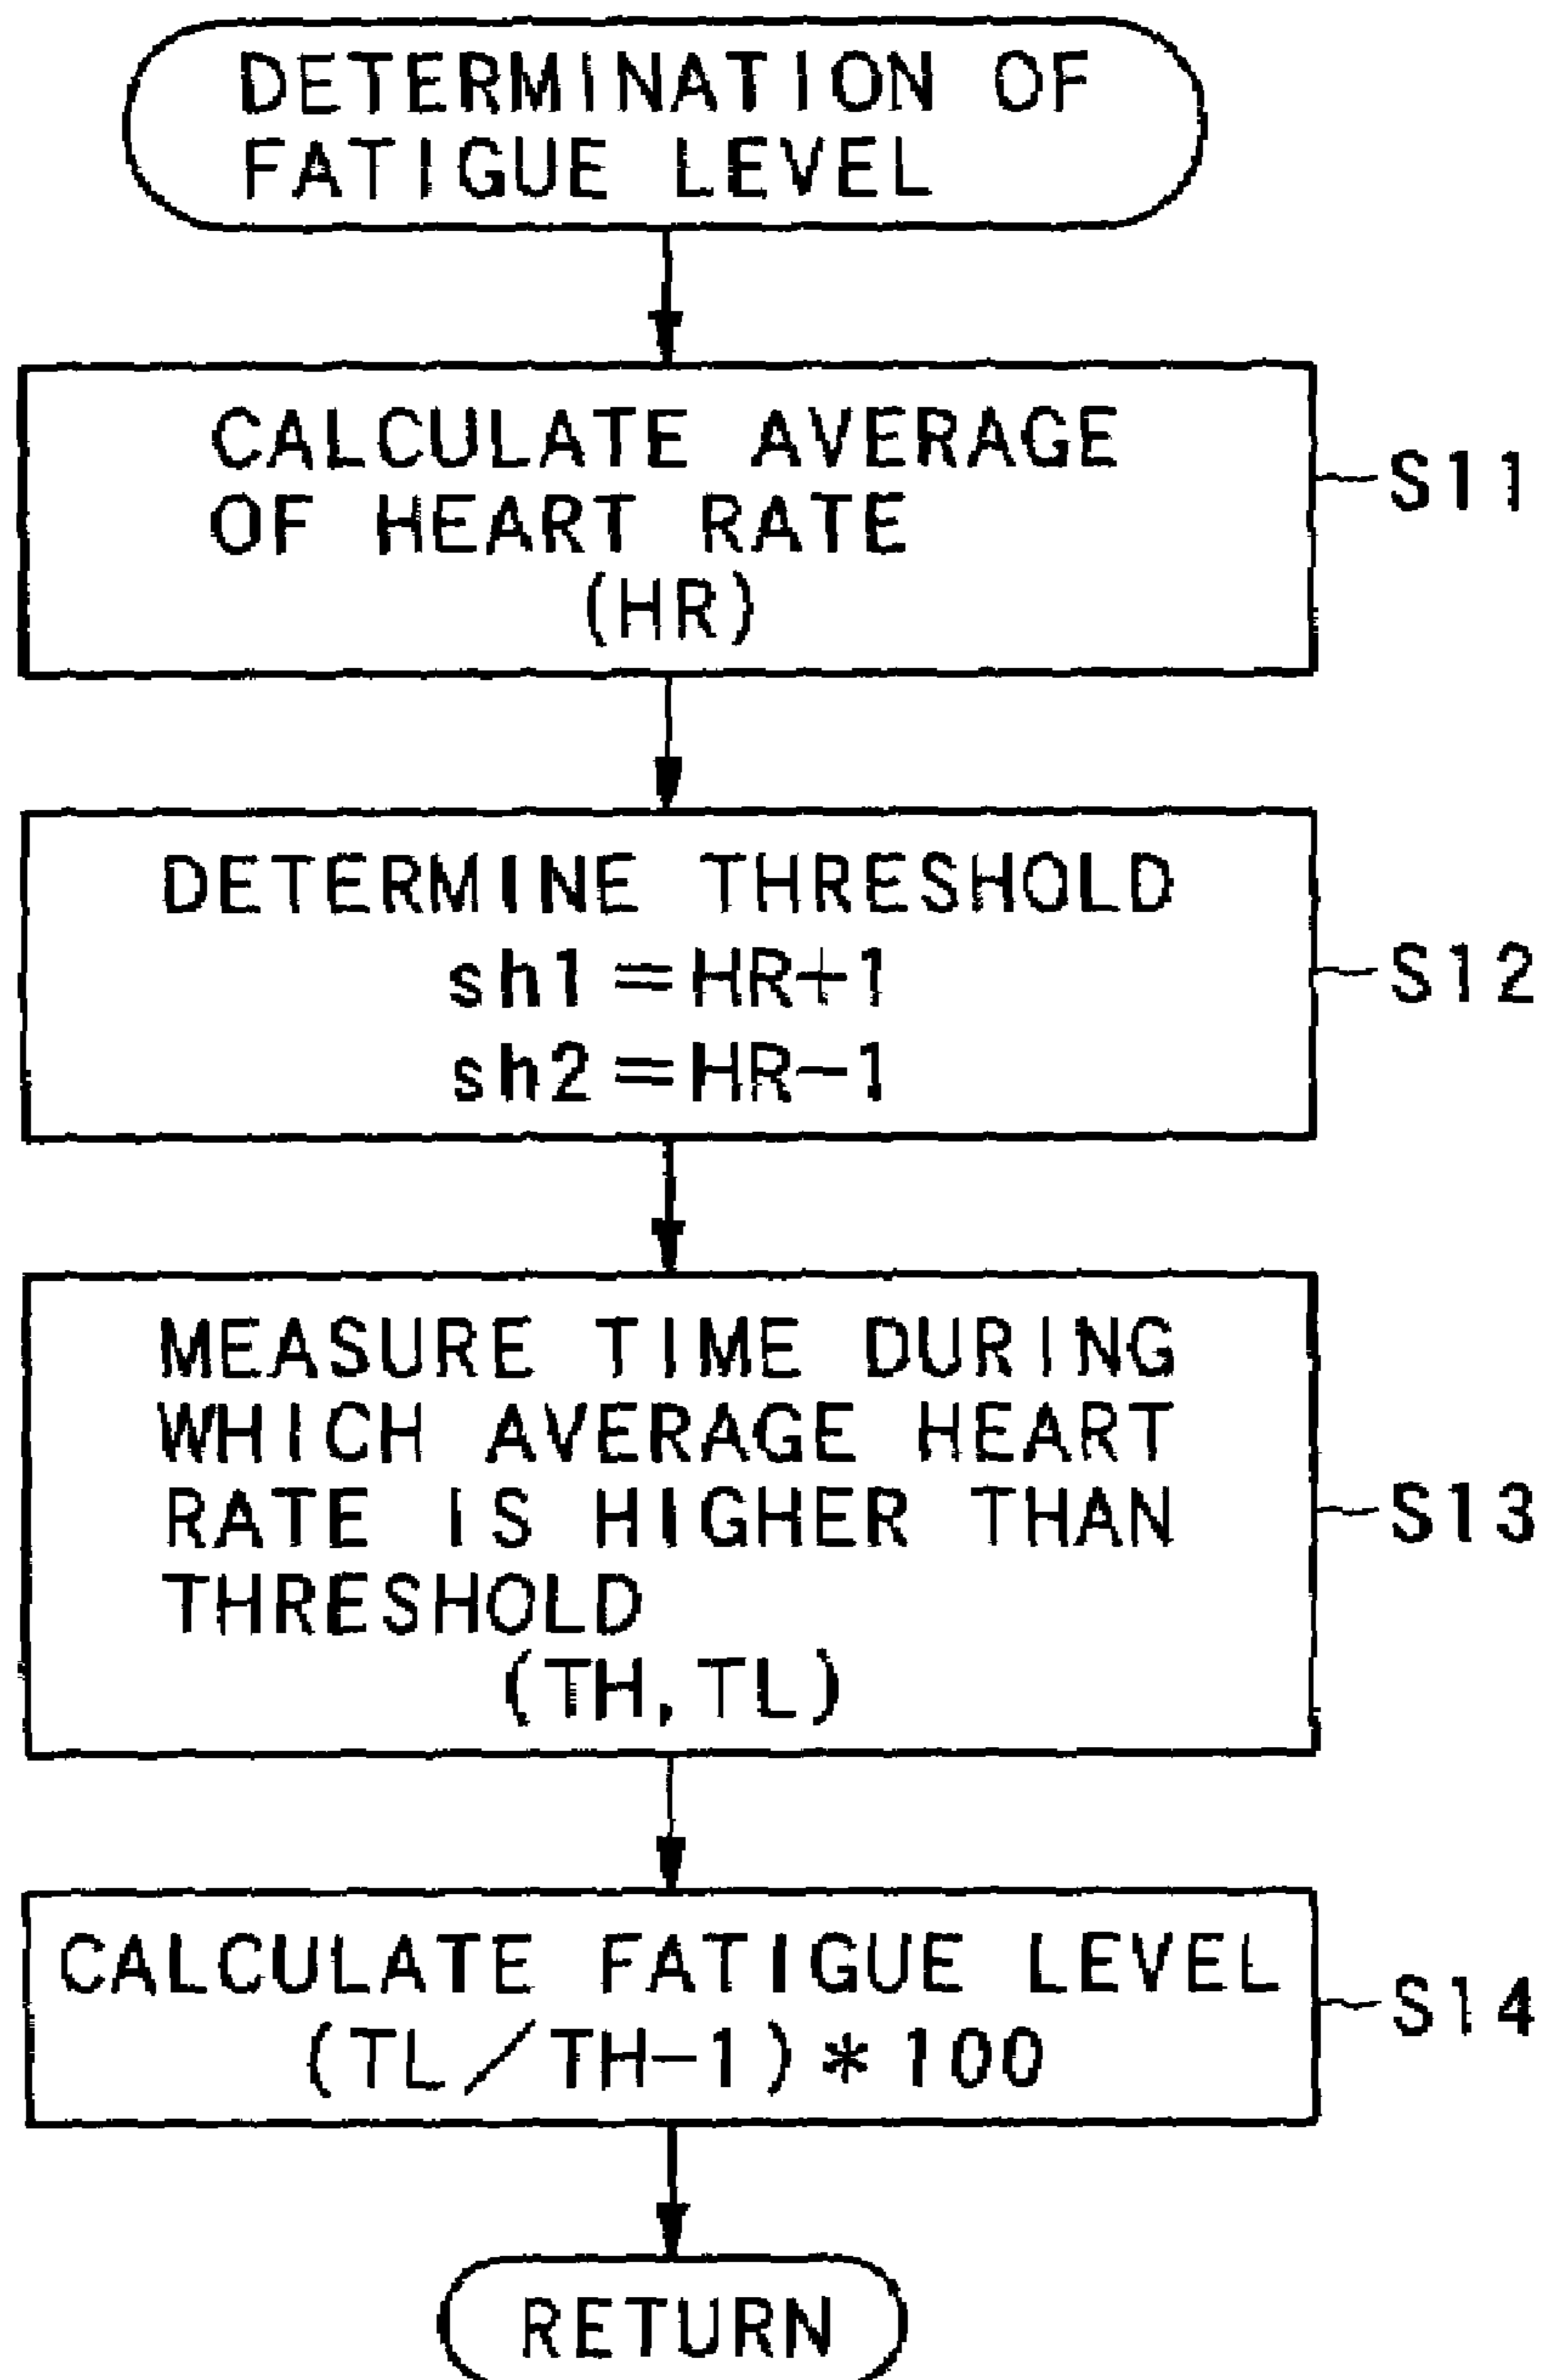 DETERMINATION OF
FATIGUE LEVEL
CALCULATE AVERAGE
OF HEART RATE
(HR)
S11
DETERMINE THRESHOLD
sh1=HR+1
sh2=HR-1
S12
MEASURE TIME DURING
WHICH AVERAGE HEART
RATE IS HIGHER THAN
THRESHOLD
(TH,TL)
S13
CALCULATE FATIGUE LEVEL
(TL/TH-1)*100
S14
RETURN